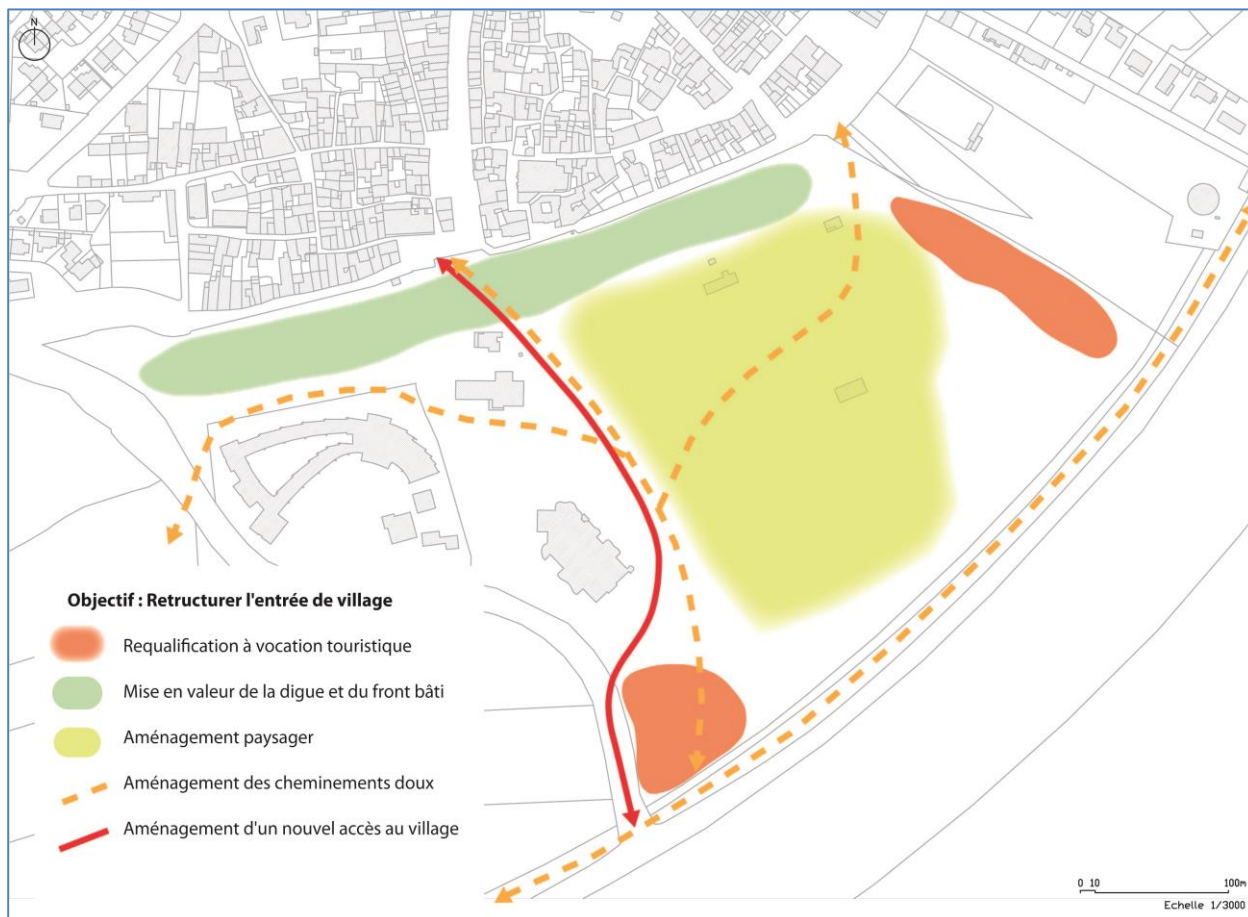 N
Objectif : Retructurer l'entrée de village
Requalification à vocation touristique
Mise en valeur de la digue et du front bâti
Aménagement paysager
Aménagement des cheminements doux
Aménagement d'un nouvel accès au village
0 10 100m
Echelle 1/3000